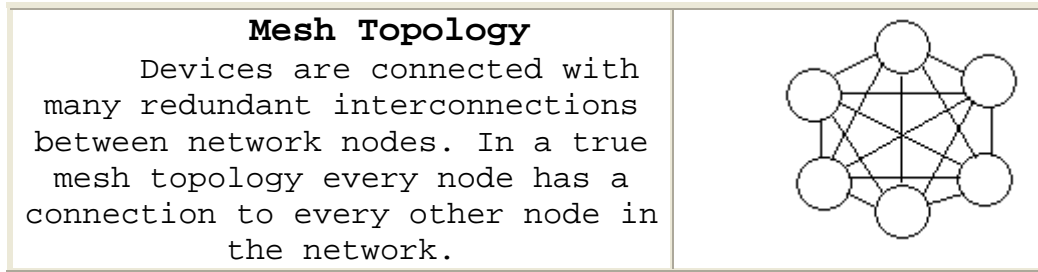 Mesh Topology
Devices are connected with
many redundant interconnections
between network nodes. In a true
mesh topology every node has a
connection to every other node in
the network.